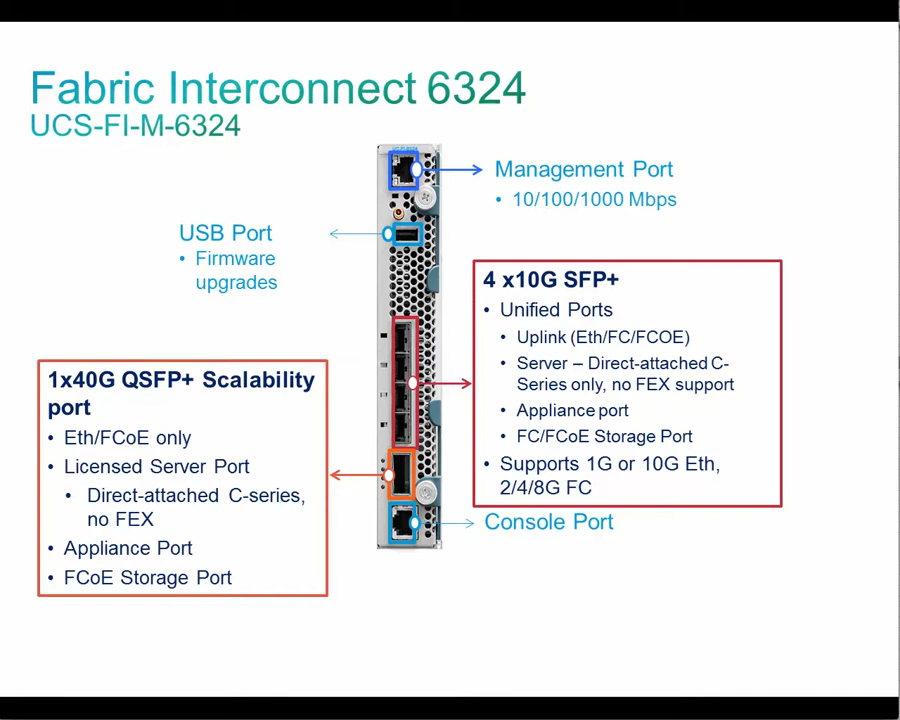 Fabric Interconnect 6324
UCS-FI-M-6324
Management Port
• 10/100/1000 Mbps
USB Port
• Firmware
upgrades
4 x10G SFP+
• Unified Ports
• Uplink (Eth/FC/FCOE)
• Server – Direct-attached C-
Series only, no FEX support
• Appliance port
• FC/FCoE Storage Port
• Supports 1G or 10G Eth,
2/4/8G FC
1x40G QSFP+ Scalability
port
• Eth/FCoE only
• Licensed Server Port
• Direct-attached C-series,
no FEX
• Appliance Port
• FCoE Storage Port
Console Port